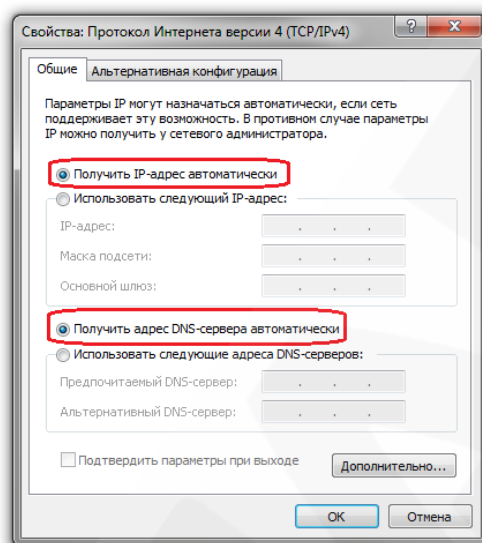 Свойства: Протокол Интернета версии 4 (TCP/IPv4)
Общие
Альтернативная конфигурация
Параметры IP могут назначаться автоматически, если сеть
поддерживает эту возможность. В противном случае параметры
IP можно получить у сетевого администратора.
Получить IP-адрес автоматически
Использовать следующий IP-адрес:
IP-адрес:
Маска подсети:
Основной шлюз:
Получить адрес DNS-сервера автоматически
Использовать следующие адреса DNS-серверов:
Предпочитаемый DNS-сервер:
Альтернативный DNS-сервер:
Подтвердить параметры при выходе
Дополнительно...
ОК
Отмена